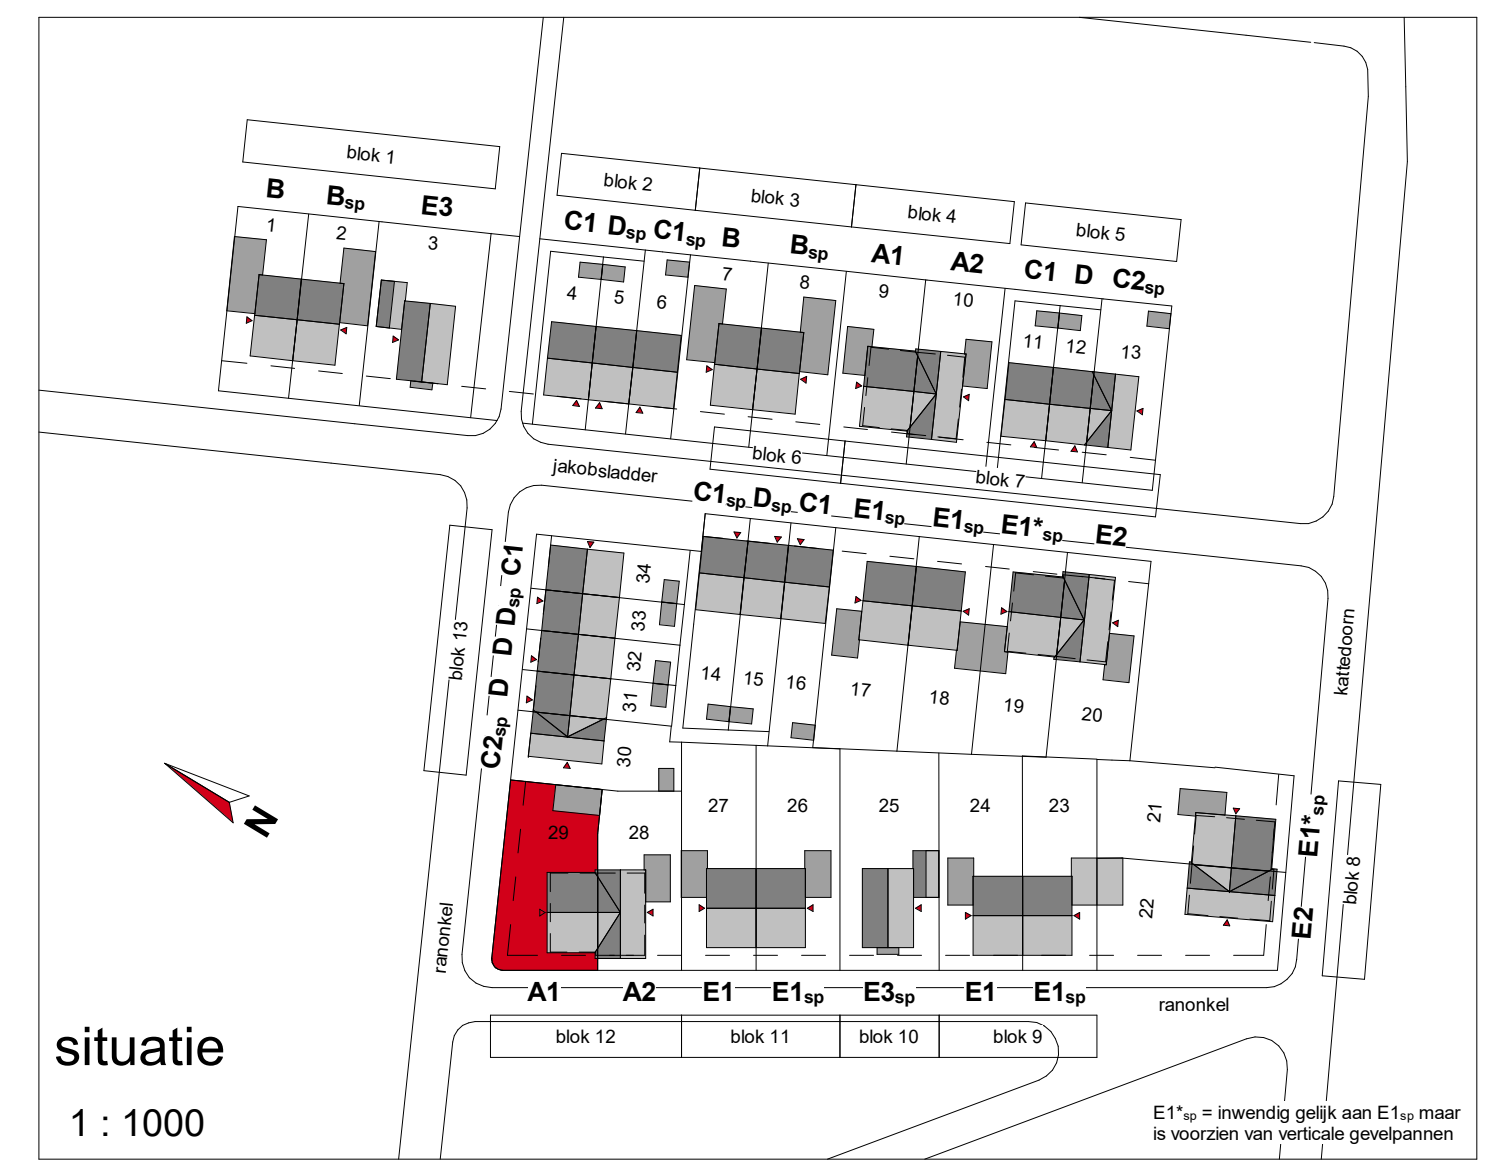 blok 1
B Bsp E3
1 2 3
blok 2 blok 3 blok 4 blok 5
C1 Dsp C1sp B Bsp A1 A2 C1 D C2sp
4 5 6 7 8 9 10 11 12 13
jakobsladder
blok 6 blok 7
C1sp Dsp C1 E1sp E1sp E1*sp E2
14 15 16 17 18 19 20
blok 13
C2sp D D Dsp C1
30 31 32 33 34
kattedoorn
29 28 27 26 25 24 23 22 21
E2 E1*sp
blok 8
ranonkel
A1 A2 E1 E1sp E3sp E1 E1sp
ranonkel
blok 12 blok 11 blok 10 blok 9
N
situatie
1 : 1000
E1*sp = inwendig gelijk aan E1sp maar
is voorzien van verticale gevelpannen